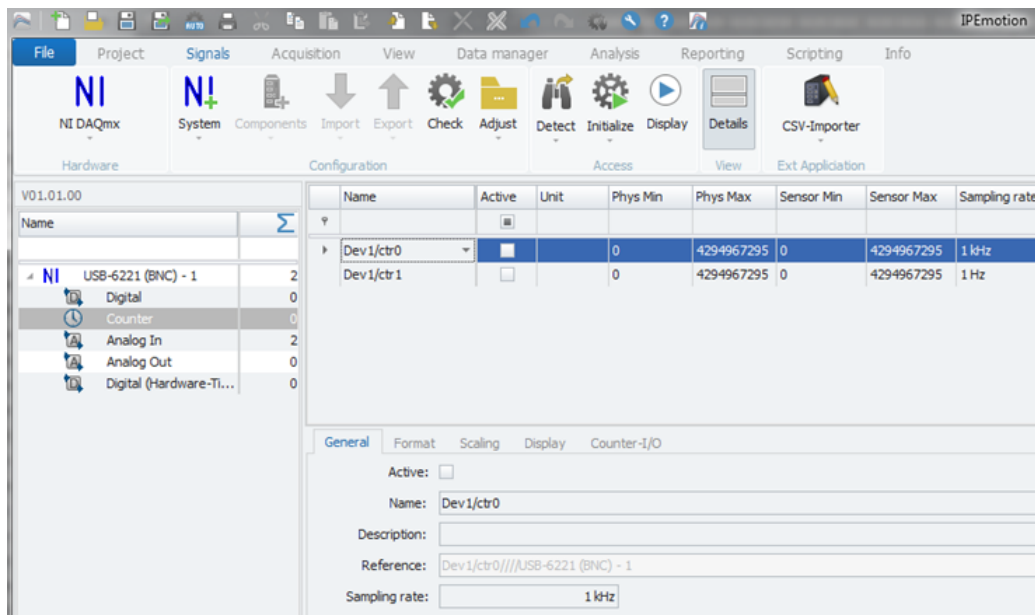 IPEmotion
File Project Signals Acquisition View Data manager Analysis Reporting Scripting Info
NI NI
NI DAQmx System Components Import Export Check Adjust Detect Initialize Display Details CSV-Importer
Hardware Configuration Access View Ext Appliciation
V01.01.00
Name Σ
Name Active Unit Phys Min Phys Max Sensor Min Sensor Max Sampling rate
Dev1/ctr0 0 4294967295 0 4294967295 1 kHz
Dev1/ctr1 0 4294967295 0 4294967295 1 Hz
NI USB-6221 (BNC) - 1 2
D Digital 0
Counter 0
A Analog In 2
A Analog Out 0
D Digital (Hardware-Ti... 0
General Format Scaling Display Counter-I/O
Active:
Name: Dev1/ctr0
Description:
Reference: Dev1/ctr0////USB-6221 (BNC) - 1
Sampling rate: 1 kHz